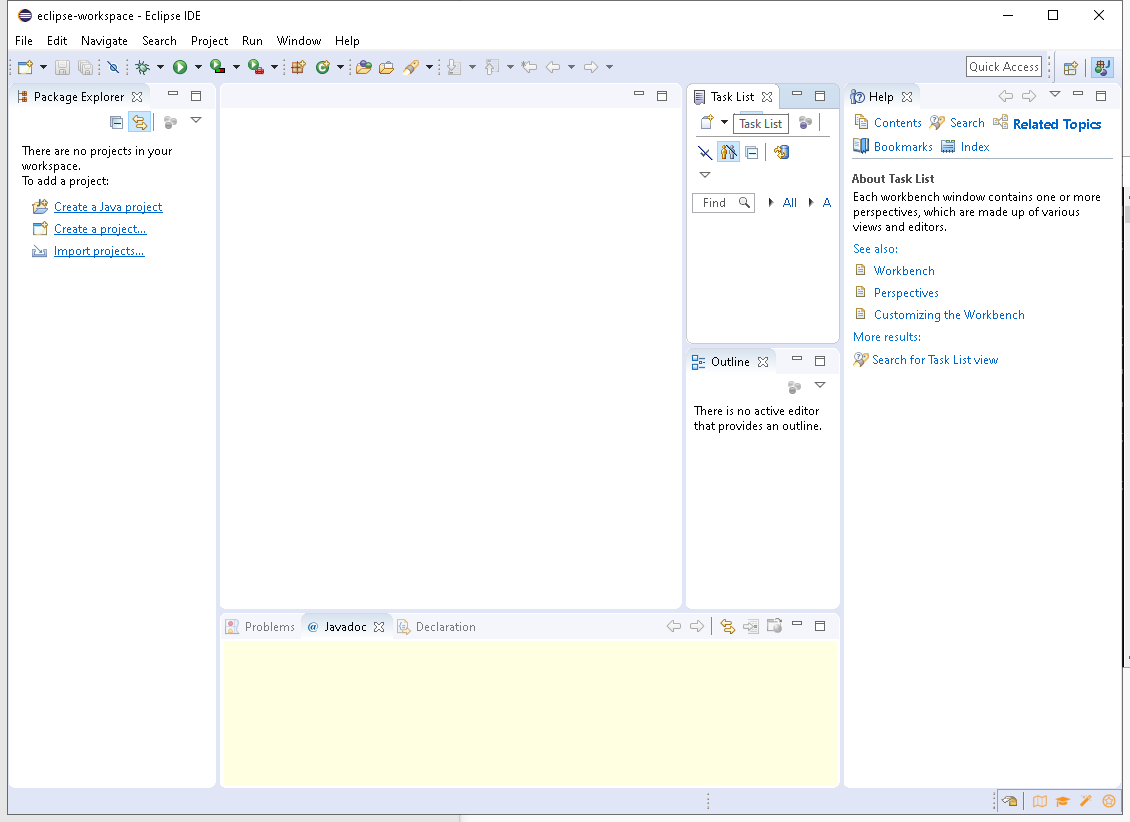 eclipse-workspace - Eclipse IDE
File Edit Navigate Search Project Run Window Help
Quick Access
Package Explorer
There are no projects in your
workspace.
To add a project:
Create a Java project
Create a project...
Import projects...
Task List
Task List
Find All A
Outline
There is no active editor
that provides an outline.
Problems @ Javadoc Declaration
Help
Contents Search Related Topics
Bookmarks Index
About Task List
Each workbench window contains one or more
perspectives, which are made up of various
views and editors.
See also:
Workbench
Perspectives
Customizing the Workbench
More results:
Search for Task List view